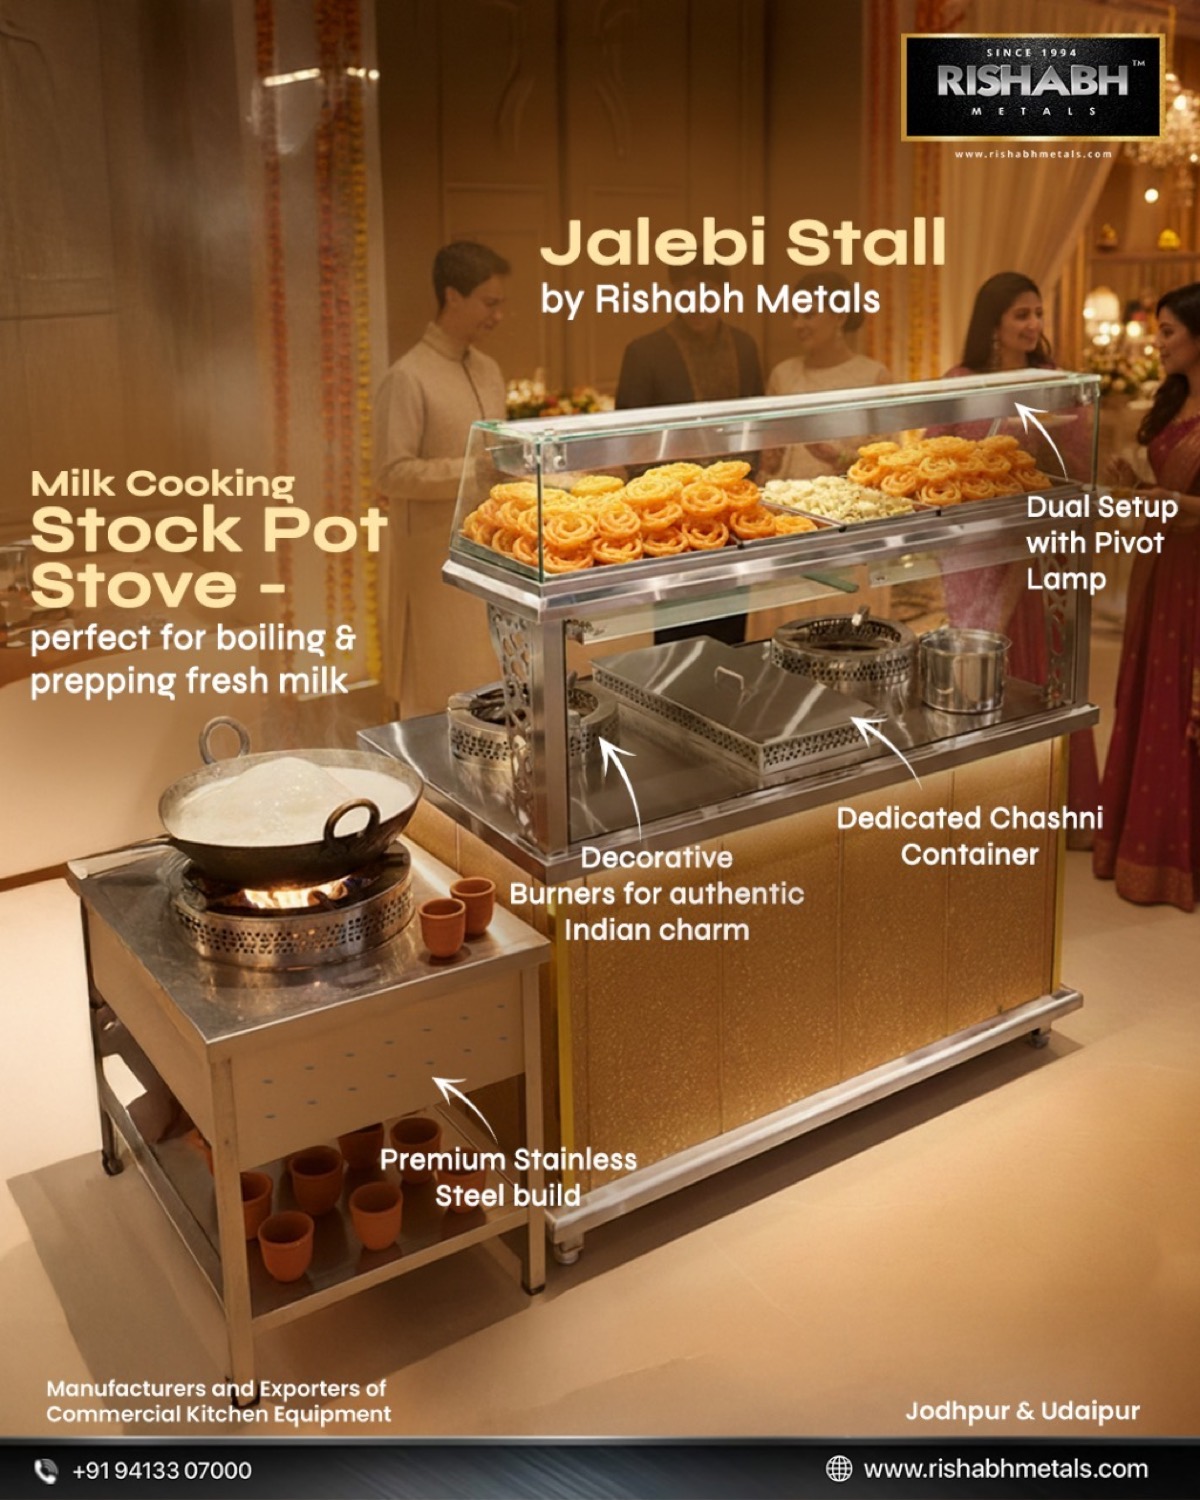 SINCE 1994
RISHABH™
METALS
www.rishabhmetals.com
Jalebi Stall
by Rishabh Metals
Milk Cooking
Stock Pot
Stove -
perfect for boiling &
prepping fresh milk
Dual Setup
with Pivot
Lamp
Dedicated Chashni
Container
Decorative
Burners for authentic
Indian charm
Premium Stainless
Steel build
Manufacturers and Exporters of
Commercial Kitchen Equipment
Jodhpur & Udaipur
+91 94133 07000
www.rishabhmetals.com